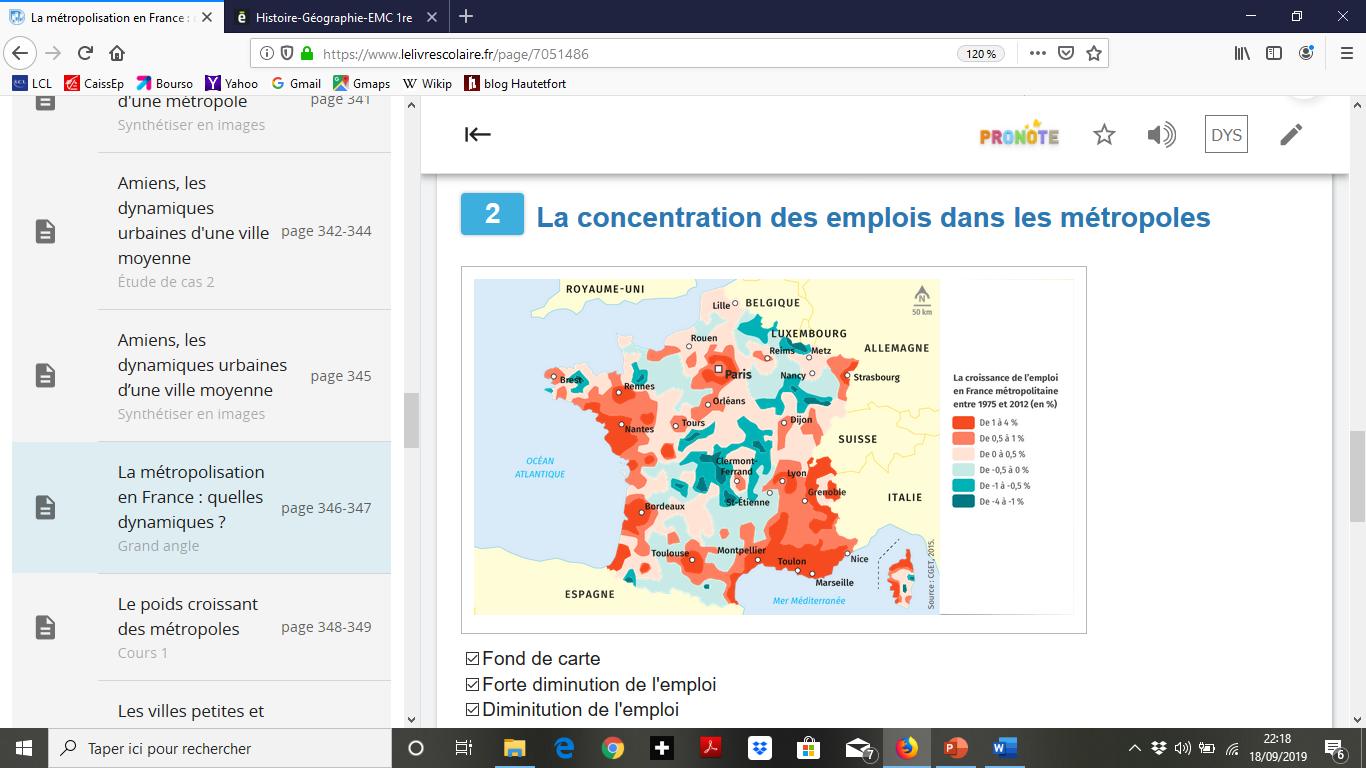 La métropolisation en France :
Histoire-Géographie-EMC 1re
https://www.lelivrescolaire.fr/page/7051486
120 %
LCL
CaissEp
Bourso
Yahoo
Gmail
Gmaps
Wikip
blog Hautetfort
d'une métropole
page 341
Synthétiser en images
Amiens, les
dynamiques
urbaines d'une ville
moyenne
page 342-344
Étude de cas 2
Amiens, les
dynamiques urbaines
d'une ville moyenne
page 345
Synthétiser en images
La métropolisation
en France : quelles
dynamiques ?
page 346-347
Grand angle
Le poids croissant
des métropoles
page 348-349
Cours 1
Les villes petites et
PRONOTE
DYS
2
La concentration des emplois dans les métropoles
ROYAUME-UNI
Lille
BELGIQUE
N
50 km
LUXEMBOURG
Rouen
Reims
Metz
ALLEMAGNE
Paris
Nancy
Strasbourg
Brest
Rennes
Orléans
Nantes
Tours
Dijon
SUISSE
OCÉAN
ATLANTIQUE
Clermont-
Ferrand
Lyon
Grenoble
St-Étienne
ITALIE
Bordeaux
Toulouse
Montpellier
Nice
Toulon
Marseille
ESPAGNE
Mer Méditerranée
Source : CGET, 2015.
La croissance de l'emploi
en France métropolitaine
entre 1975 et 2012 (en %)
De 1 à 4 %
De 0,5 à 1 %
De 0 à 0,5 %
De -0,5 à 0 %
De -1 à -0,5 %
De -4 à -1 %
Fond de carte
Forte diminution de l'emploi
Diminitution de l'emploi
Taper ici pour rechercher
7
22:18
18/09/2019
6